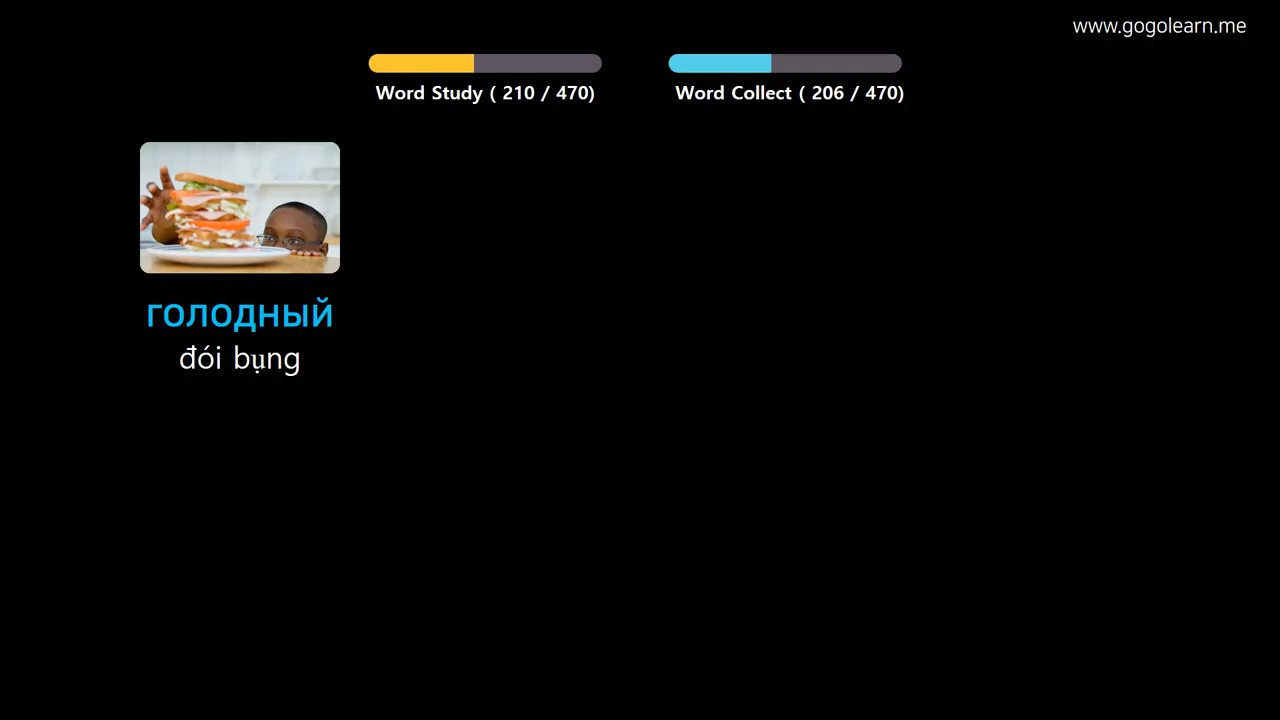 www.gogolearn.me
Word Study ( 210 / 470)
Word Collect ( 206 / 470)
голодный
đói bụng